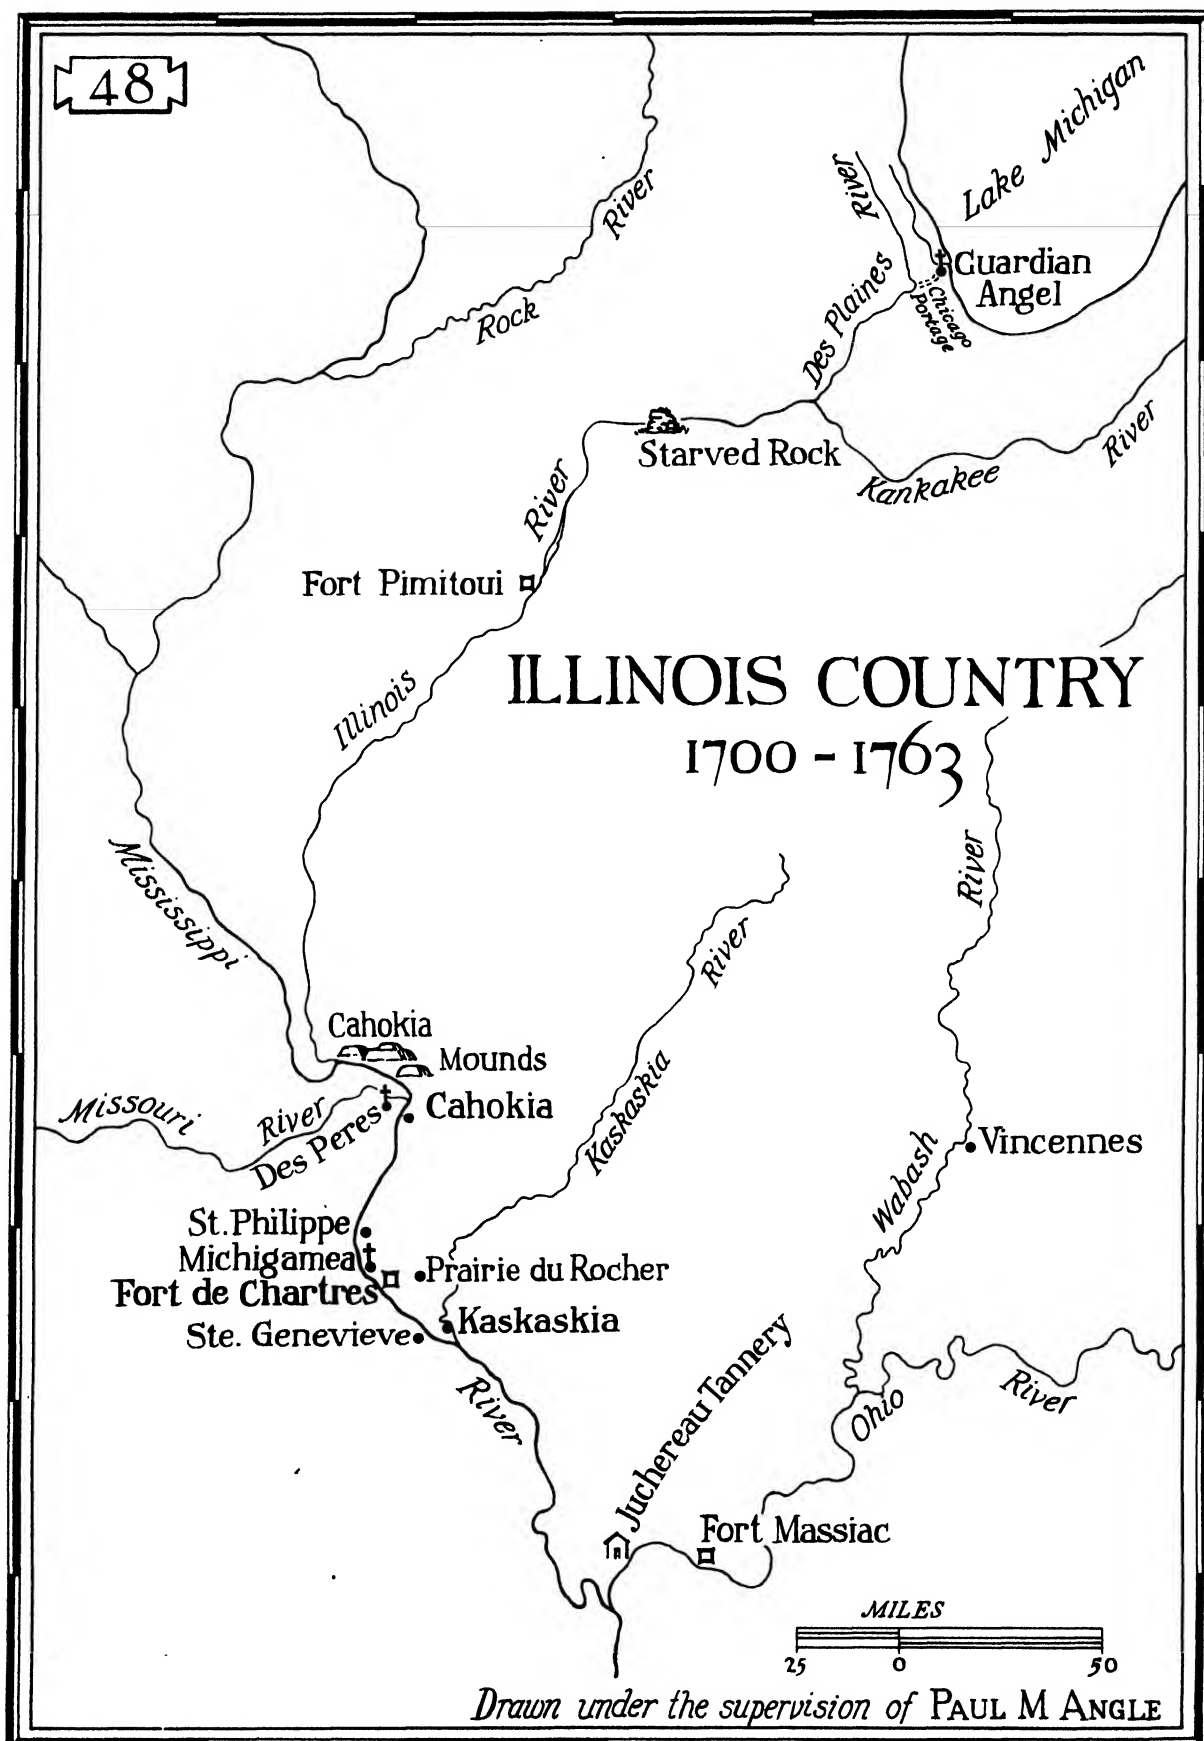 48
Lake Michigan
River
Des Plaines
Guardian
Angel
Chicago
Portage
River
Rock
Starved Rock
River
Kankakee
River
Fort Pimitoui
ILLINOIS COUNTRY
1700 - 1763
Illinois
Mississippi
River
River
Cahokia
Mounds
Kaskaskia
Missouri
River
Des Peres
Cahokia
Wabash
Vincennes
St. Philippe
Michigamea
Fort de Chartres
Prairie du Rocher
Ste. Genevieve
Kaskaskia
River
Juchereau Tannery
Ohio
River
Fort Massiac
MILES
25 0 50
Drawn under the supervision of PAUL M ANGLE